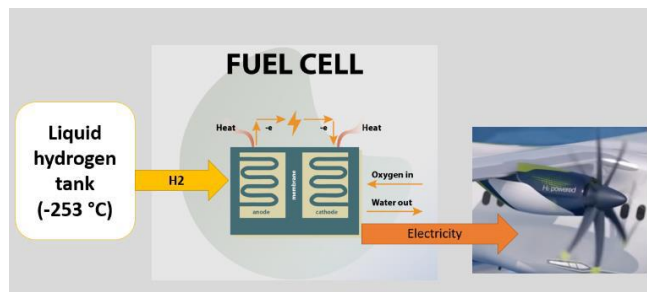 FUEL CELL
Liquid
hydrogen
tank
(-253 °C)
H2
Heat
-e
-e
Heat
membrane
anode
cathode
Oxygen in
Water out
Electricity
H₂ powered